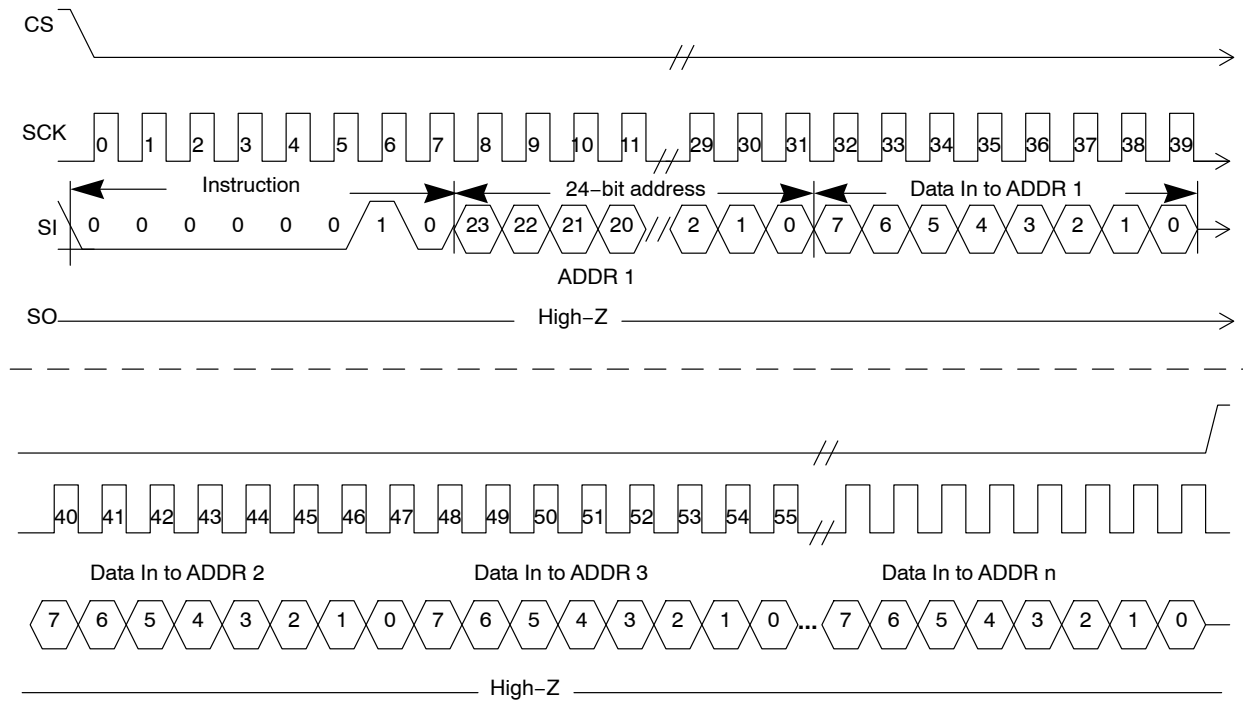 CS
SCK 0 1 2 3 4 5 6 7 8 9 10 11 29 30 31 32 33 34 35 36 37 38 39
Instruction 24−bit address Data In to ADDR 1
SI 0 0 0 0 0 0 1 0 23 22 21 20 2 1 0 7 6 5 4 3 2 1 0
ADDR 1
SO High−Z
40 41 42 43 44 45 46 47 48 49 50 51 52 53 54 55
Data In to ADDR 2 Data In to ADDR 3 Data In to ADDR n
7 6 5 4 3 2 1 0 7 6 5 4 3 2 1 0 ... 7 6 5 4 3 2 1 0
High−Z